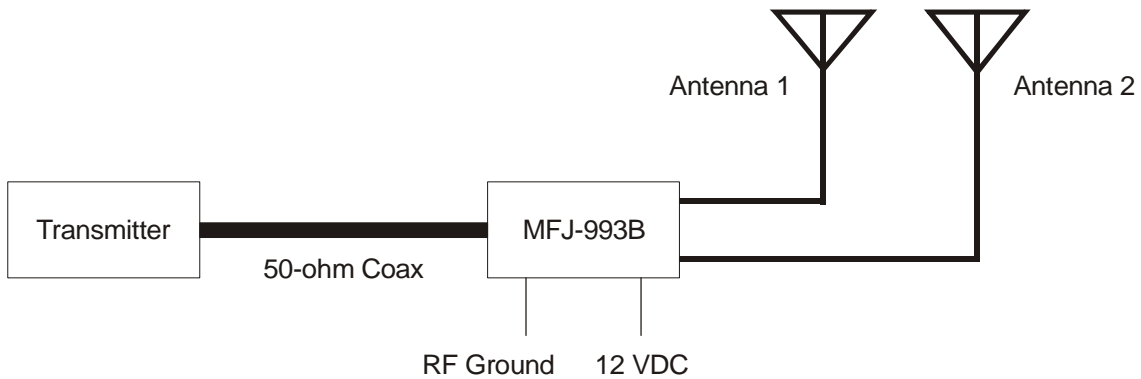 Antenna 1
Antenna 2
Transmitter
MFJ-993B
50-ohm Coax
RF Ground
12 VDC